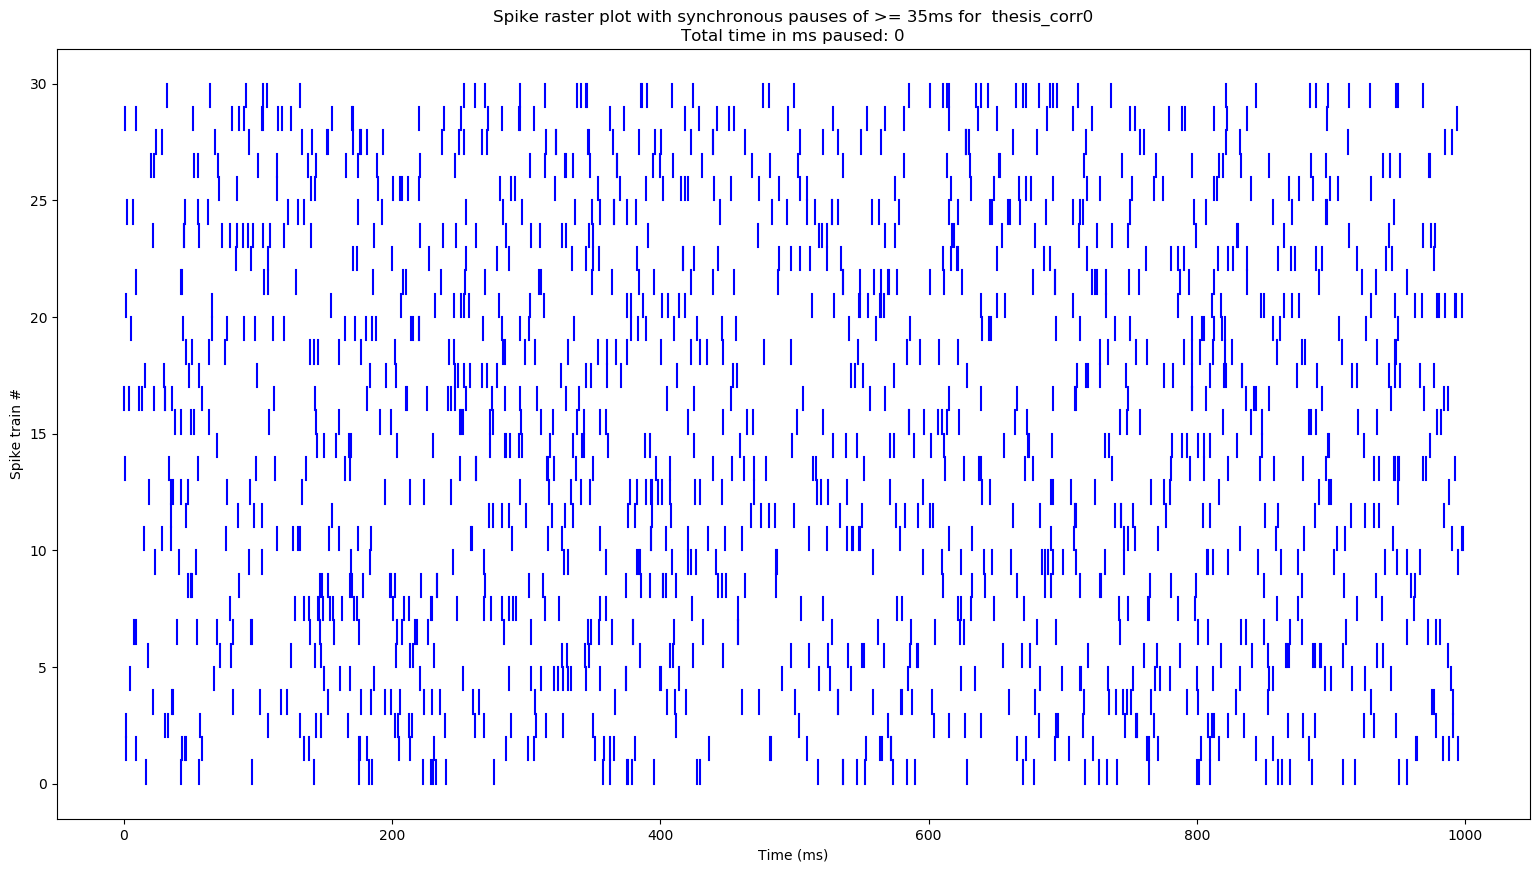 Spike raster plot with synchronous pauses of >= 35ms for  thesis_corr0
Total time in ms paused: 0
30
25
20
15
10
5
0
Spike train #
0 200 400 600 800 1000
Time (ms)